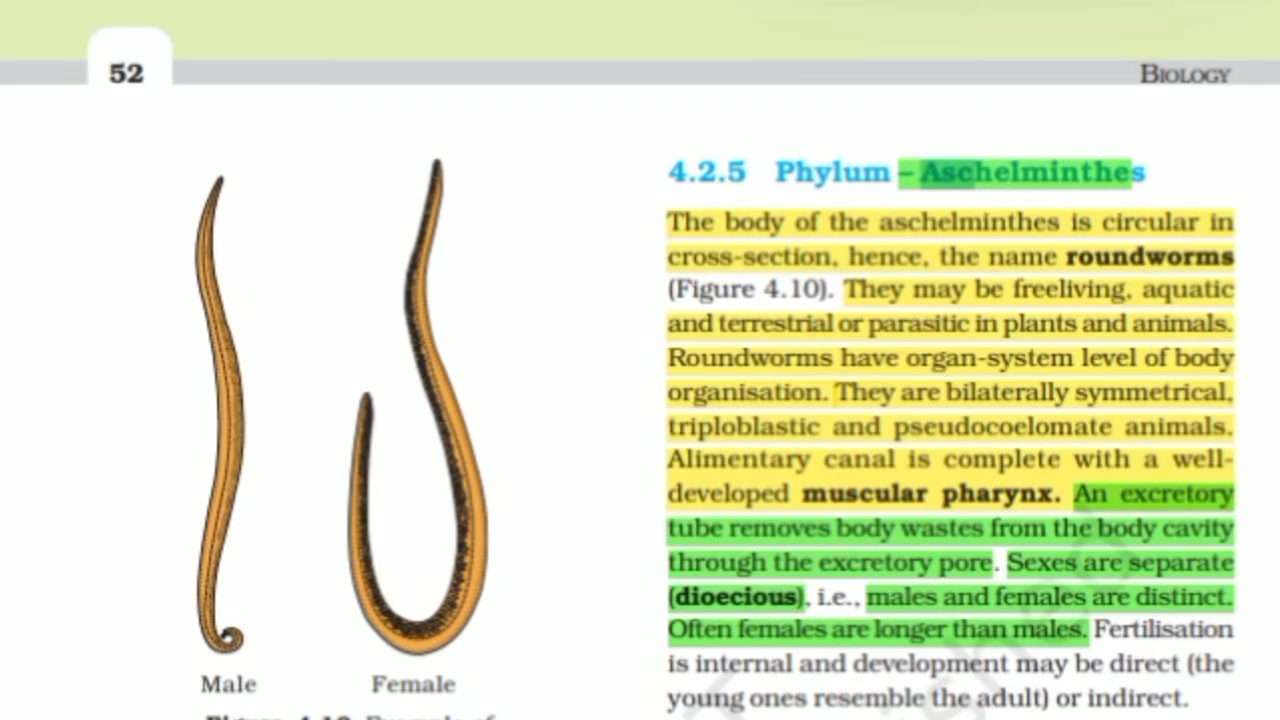 52
BIOLOGY
4.2.5 Phylum – Aschelminthes
The body of the aschelminthes is circular in
cross-section, hence, the name roundworms
(Figure 4.10). They may be freeliving, aquatic
and terrestrial or parasitic in plants and animals.
Roundworms have organ-system level of body
organisation. They are bilaterally symmetrical,
triploblastic and pseudocoelomate animals.
Alimentary canal is complete with a well-
developed muscular pharynx. An excretory
tube removes body wastes from the body cavity
through the excretory pore. Sexes are separate
(dioecious), i.e., males and females are distinct.
Often females are longer than males. Fertilisation
is internal and development may be direct (the
young ones resemble the adult) or indirect.
Male
Female
Figure 4.10 Example of